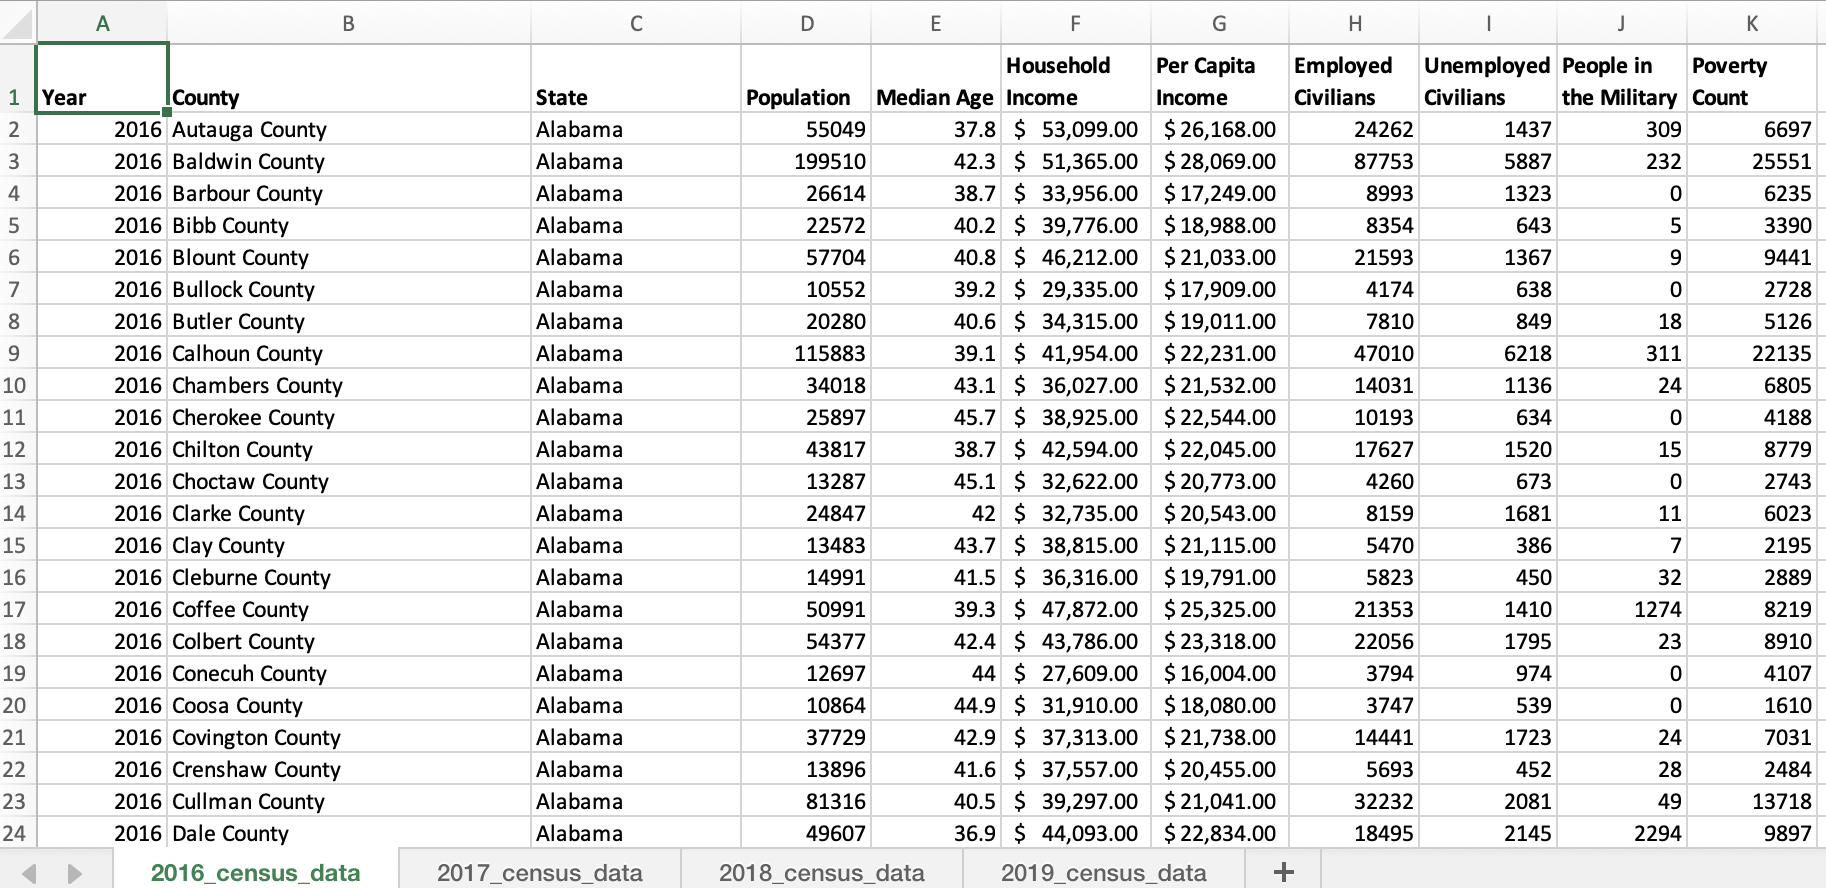 A B C D E F G H I J K
Household Per Capita Employed Unemployed People in Poverty
1 Year County State Population Median Age Income Income Civilians Civilians the Military Count
2 2016 Autauga County Alabama 55049 37.8 $ 53,099.00 $ 26,168.00 24262 1437 309 6697
3 2016 Baldwin County Alabama 199510 42.3 $ 51,365.00 $ 28,069.00 87753 5887 232 25551
4 2016 Barbour County Alabama 26614 38.7 $ 33,956.00 $ 17,249.00 8993 1323 0 6235
5 2016 Bibb County Alabama 22572 40.2 $ 39,776.00 $ 18,988.00 8354 643 5 3390
6 2016 Blount County Alabama 57704 40.8 $ 46,212.00 $ 21,033.00 21593 1367 9 9441
7 2016 Bullock County Alabama 10552 39.2 $ 29,335.00 $ 17,909.00 4174 638 0 2728
8 2016 Butler County Alabama 20280 40.6 $ 34,315.00 $ 19,011.00 7810 849 18 5126
9 2016 Calhoun County Alabama 115883 39.1 $ 41,954.00 $ 22,231.00 47010 6218 311 22135
10 2016 Chambers County Alabama 34018 43.1 $ 36,027.00 $ 21,532.00 14031 1136 24 6805
11 2016 Cherokee County Alabama 25897 45.7 $ 38,925.00 $ 22,544.00 10193 634 0 4188
12 2016 Chilton County Alabama 43817 38.7 $ 42,594.00 $ 22,045.00 17627 1520 15 8779
13 2016 Choctaw County Alabama 13287 45.1 $ 32,622.00 $ 20,773.00 4260 673 0 2743
14 2016 Clarke County Alabama 24847 42 $ 32,735.00 $ 20,543.00 8159 1681 11 6023
15 2016 Clay County Alabama 13483 43.7 $ 38,815.00 $ 21,115.00 5470 386 7 2195
16 2016 Cleburne County Alabama 14991 41.5 $ 36,316.00 $ 19,791.00 5823 450 32 2889
17 2016 Coffee County Alabama 50991 39.3 $ 47,872.00 $ 25,325.00 21353 1410 1274 8219
18 2016 Colbert County Alabama 54377 42.4 $ 43,786.00 $ 23,318.00 22056 1795 23 8910
19 2016 Conecuh County Alabama 12697 44 $ 27,609.00 $ 16,004.00 3794 974 0 4107
20 2016 Coosa County Alabama 10864 44.9 $ 31,910.00 $ 18,080.00 3747 539 0 1610
21 2016 Covington County Alabama 37729 42.9 $ 37,313.00 $ 21,738.00 14441 1723 24 7031
22 2016 Crenshaw County Alabama 13896 41.6 $ 37,557.00 $ 20,455.00 5693 452 28 2484
23 2016 Cullman County Alabama 81316 40.5 $ 39,297.00 $ 21,041.00 32232 2081 49 13718
24 2016 Dale County Alabama 49607 36.9 $ 44,093.00 $ 22,834.00 18495 2145 2294 9897
2016_census_data 2017_census_data 2018_census_data 2019_census_data +